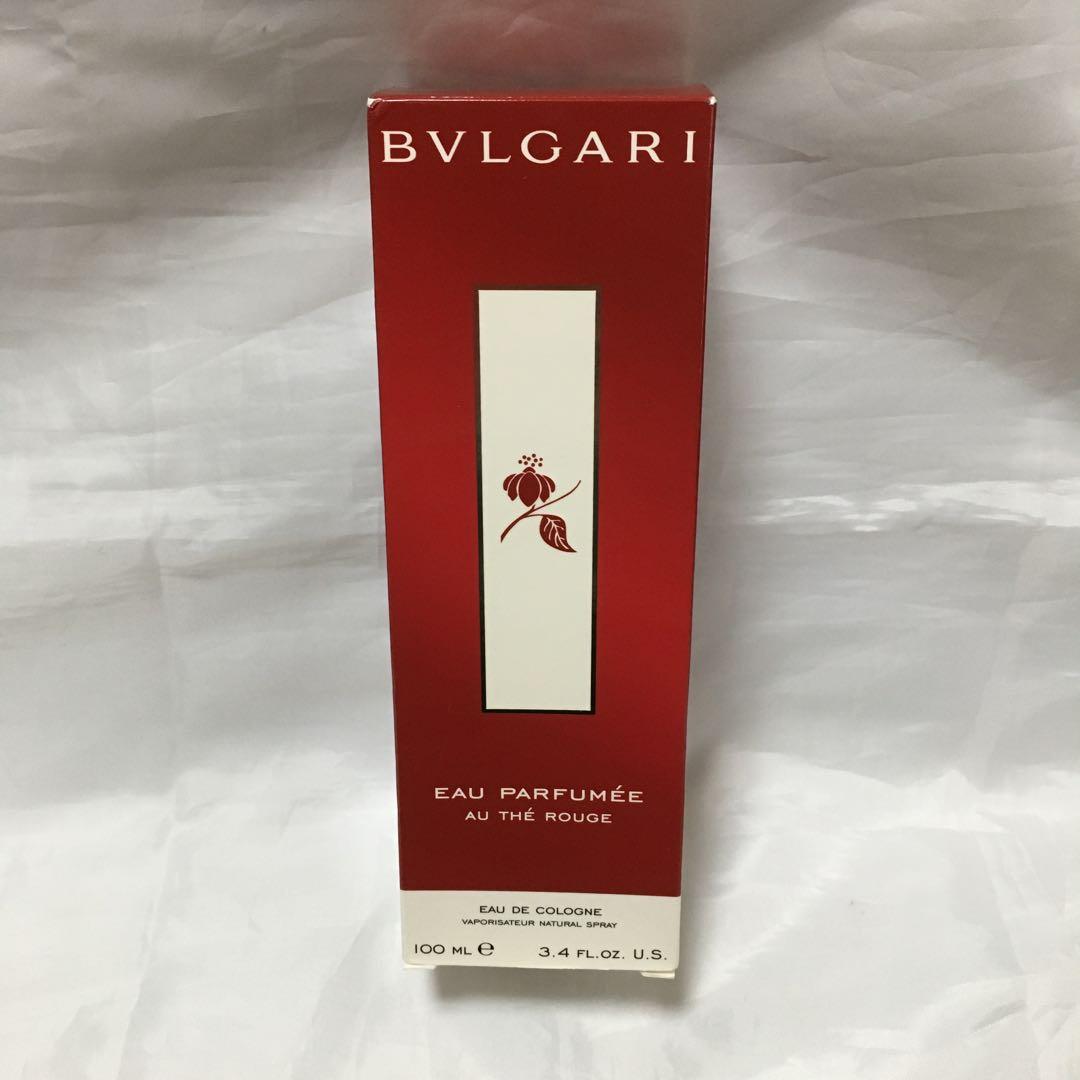 BVLGARI
EAU PARFUMÉE
AU THÉ ROUGE
EAU DE COLOGNE
VAPORISATEUR NATURAL SPRAY
100 ML ℮ 3.4 FL.OZ. U.S.